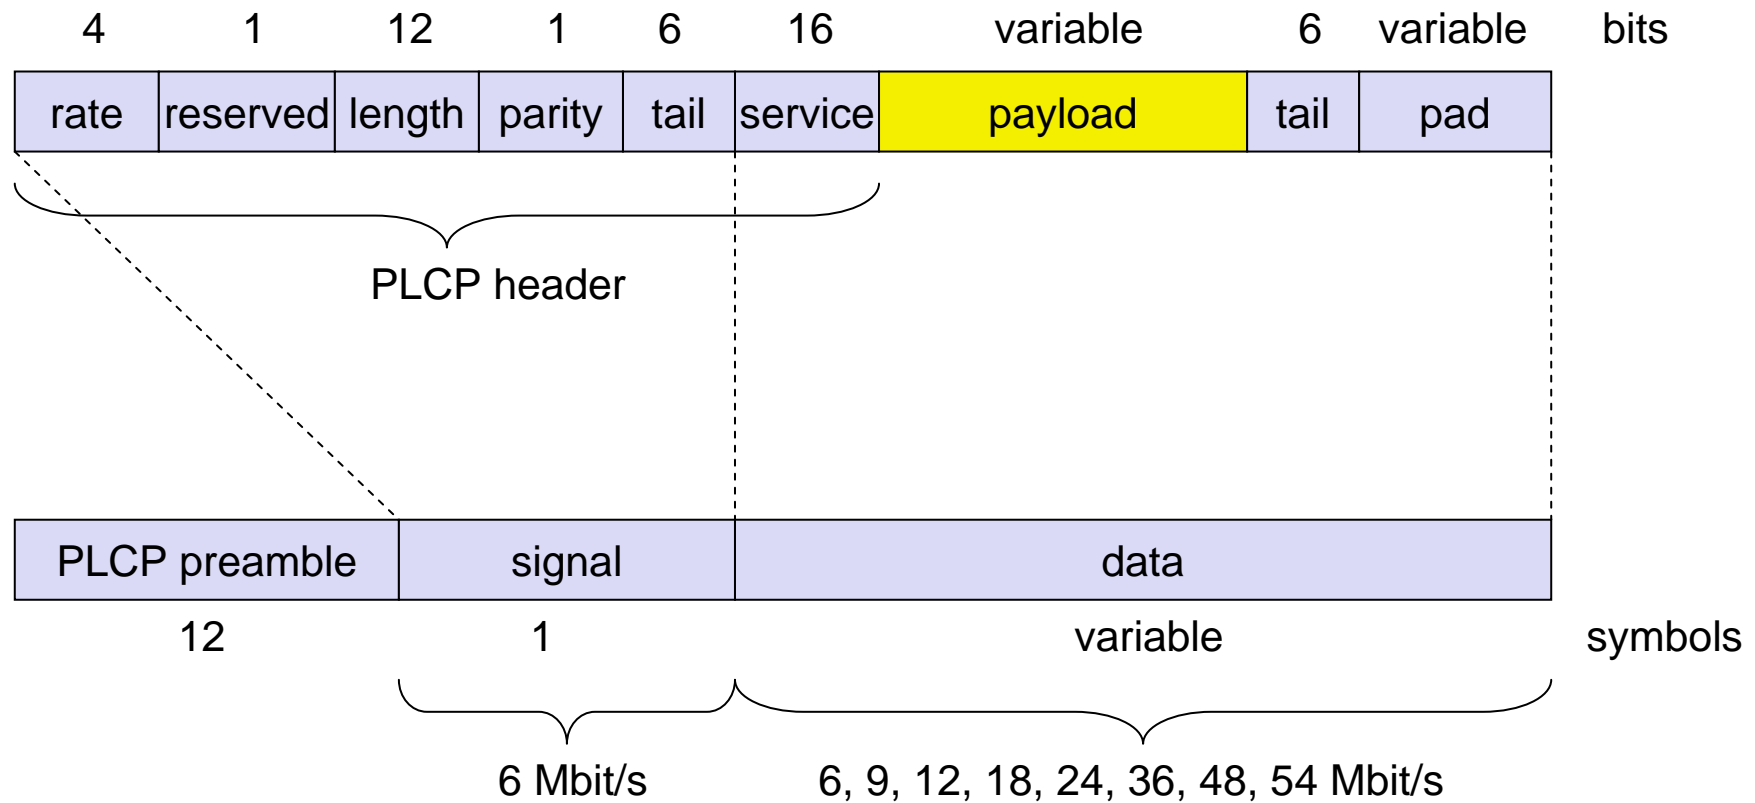 4 1 12 1 6 16 variable 6 variable bits
rate reserved length parity tail service payload tail pad
PLCP header
PLCP preamble signal data
12 1 variable symbols
6 Mbit/s 6, 9, 12, 18, 24, 36, 48, 54 Mbit/s